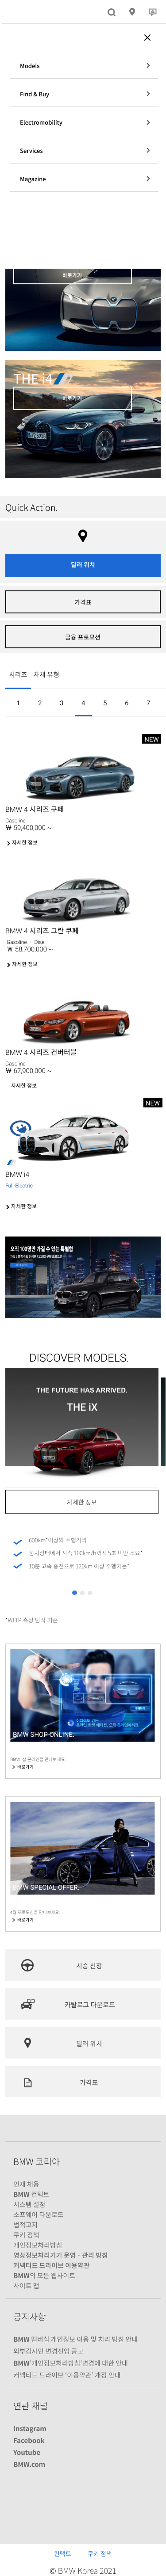 Models
Find & Buy
Electromobility
Services
Magazine
바로가기
THE i4
바로가기
Quick Action.
딜러 위치
가격표
금융 프로모션
시리즈 차체 유형
1 2 3 4 5 6 7
NEW
BMW 4 시리즈 쿠페
Gasoline
₩ 59,400,000 ~
자세한 정보
BMW 4 시리즈 그란 쿠페
Gasoline · Disel
₩ 58,700,000 ~
자세한 정보
BMW 4 시리즈 컨버터블
Gasoline
₩ 67,900,000 ~
자세한 정보
NEW
BMW i4
Full-Electric
자세한 정보
오직 100명만 가질 수 있는 특별함
DISCOVER MODELS.
THE FUTURE HAS ARRIVED.
THE iX
자세한 정보
600km*이상의 주행거리
정지상태에서 시속 100km/h까지 5초 미만 소요*
10분 고속 충전으로 120km 이상 주행가능*
*WLTP 측정 방식 기준.
BMW SHOP ONLINE.
BMW 샵 온라인을 만나보세요.
바로가기
BMW SPECIAL OFFER.
4월 프로모션을 만나보세요.
바로가기
시승 신청
카탈로그 다운로드
딜러 위치
가격표
BMW 코리아
인재 채용
BMW 컨택트
시스템 설정
소프웨어 다운로드
법적고지
쿠키 정책
개인정보처리방침
영상정보처리기기 운영 · 관리 방침
커넥티드 드라이브 이용약관
BMW의 모든 웹사이트
사이트 맵
공지사항
BMW 멤버십 개인정보 이용 및 처리 방침 안내
외부감사인 변경선임 공고
BMW'개인정보처리방침'변경에 대한 안내
커넥티드 드라이브 '이용약관' 개정 안내
연관 채널
Instagram
Facebook
Youtube
BMW.com
컨택트 쿠키 정책
© BMW Korea 2021